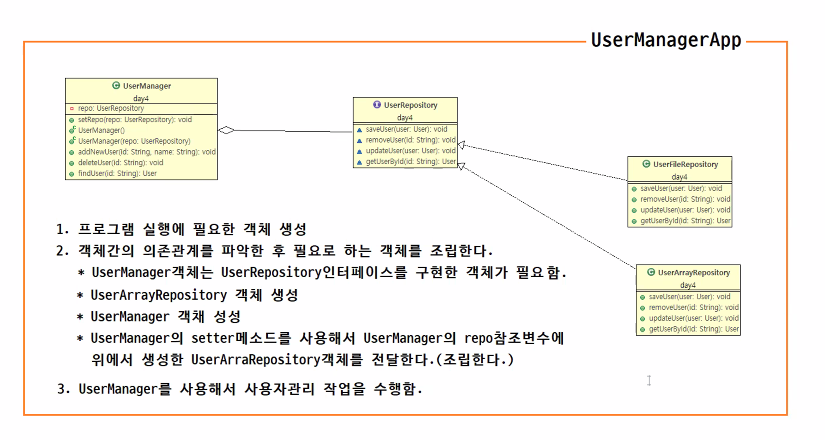 UserManagerApp
UserManager
day4
repo: UserRepository
setRepo(repo: UserRepository): void
UserManager()
UserManager(repo: UserRepository)
addNewUser(id: String, name: String): void
deleteUser(id: String): void
findUser(id: String): User
UserRepository
day4
saveUser(user: User): void
removeUser(id: String): void
updateUser(user: User): void
getUserById(id: String): User
UserFileRepository
day4
saveUser(user: User): void
removeUser(id: String): void
updateUser(user: User): void
getUserById(id: String): User
UserArrayRepository
day4
saveUser(user: User): void
removeUser(id: String): void
updateUser(user: User): void
getUserById(id: String): User
1. 프로그램 실행에 필요한 객체 생성
2. 객체간의 의존관계를 파악한 후 필요로 하는 객체를 조립한다.
* UserManager객체는 UserRepository인터페이스를 구현한 객체가 필요함.
* UserArrayRepository 객체 생성
* UserManager 객채 성성
* UserManager의 setter메소드를 사용해서 UserManager의 repo참조변수에
위에서 생성한 UserArraRepository객체를 전달한다.(조립한다.)
3. UserManager를 사용해서 사용자관리 작업을 수행함.